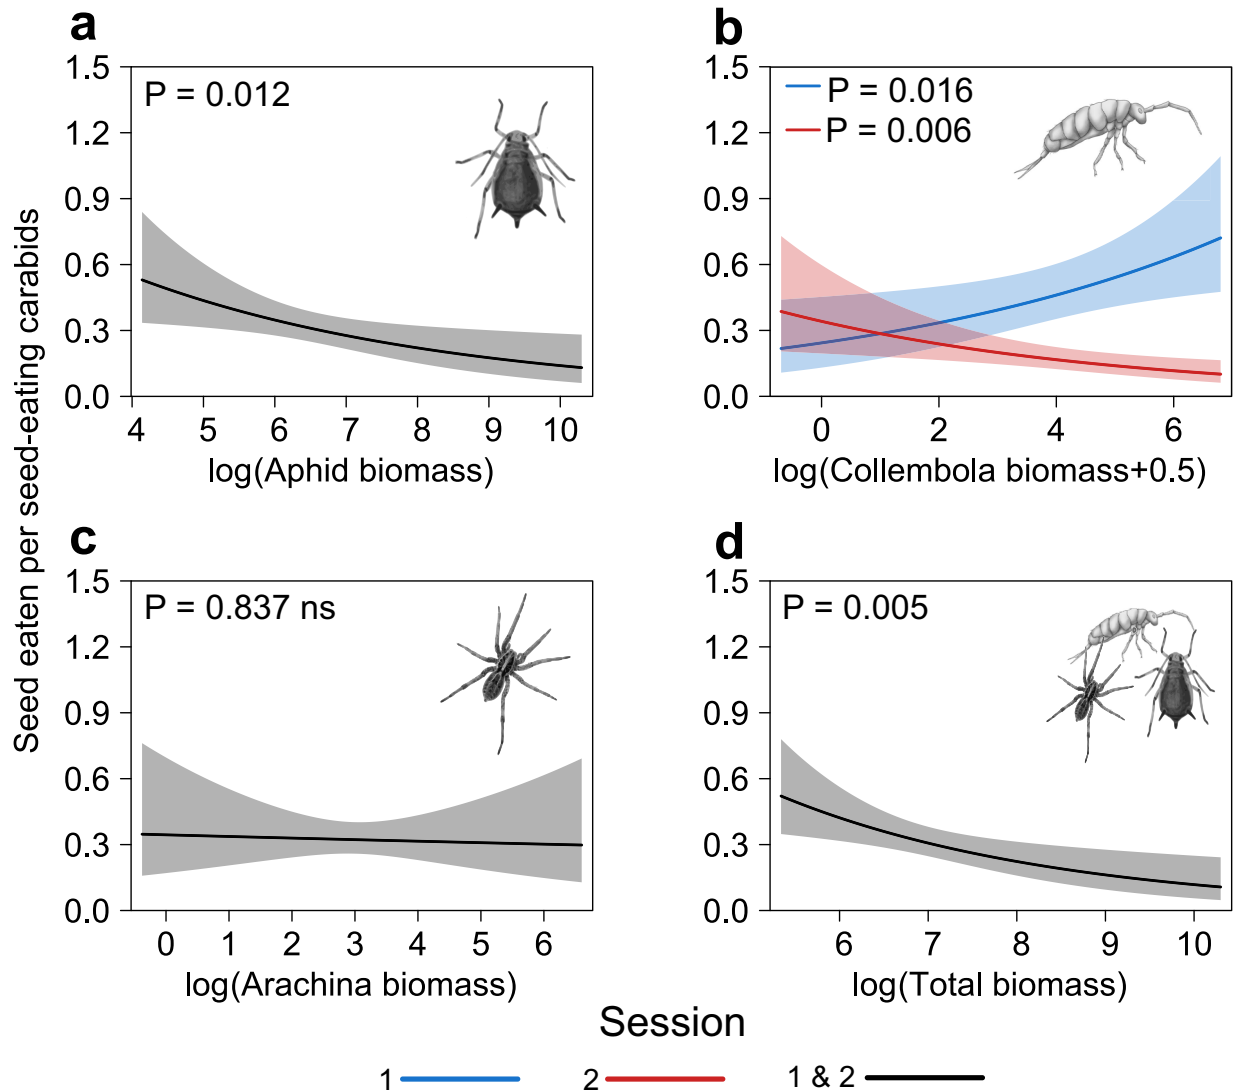 a
1.5
1.2
0.9
0.6
0.3
0.0
P = 0.012
4 5 6 7 8 9 10
log(Aphid biomass)
b
1.5
1.2
0.9
0.6
0.3
0.0
P = 0.016
P = 0.006
0 2 4 6
log(Collembola biomass+0.5)
Seed eaten per seed-eating carabids
c
1.5
1.2
0.9
0.6
0.3
0.0
P = 0.837 ns
0 1 2 3 4 5 6
log(Arachina biomass)
d
1.5
1.2
0.9
0.6
0.3
0.0
P = 0.005
6 7 8 9 10
log(Total biomass)
Session
1 2 1 & 2